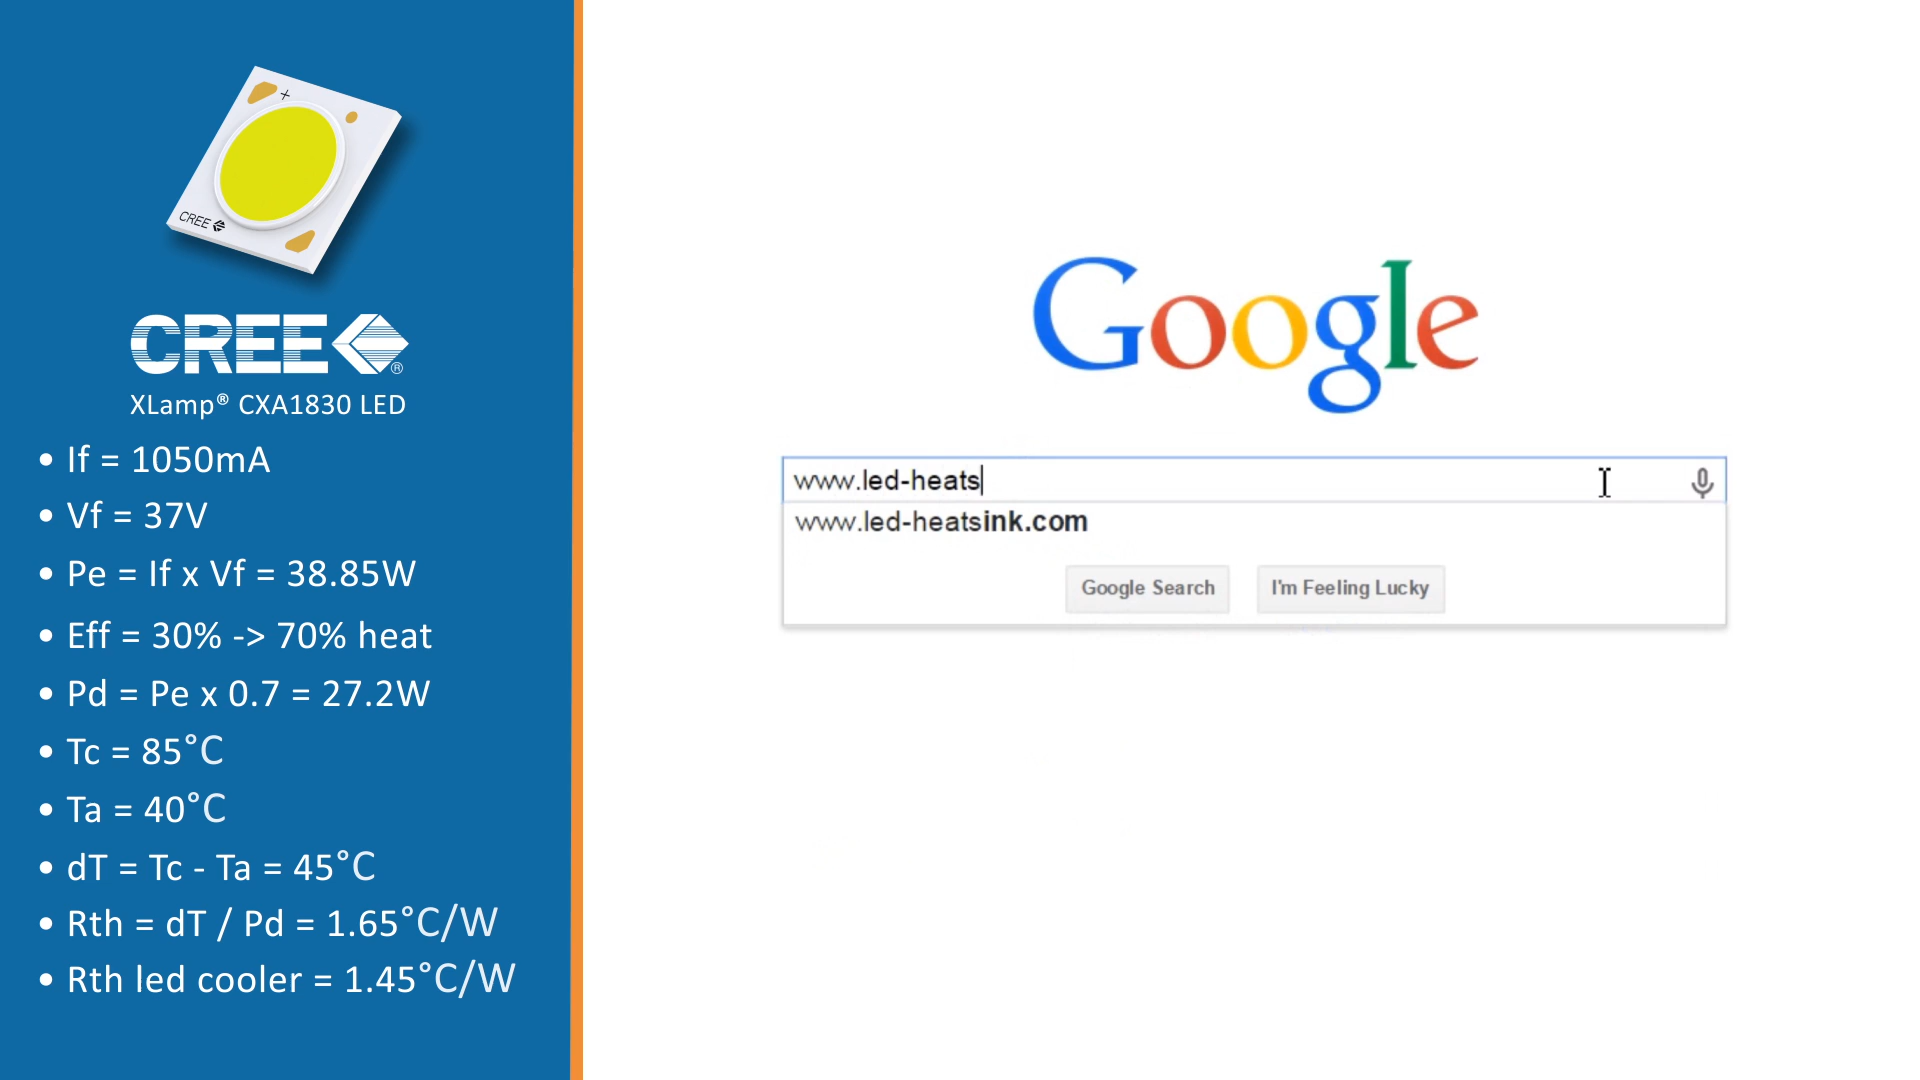 +
CREE
CREE®
XLamp® CXA1830 LED
• If = 1050mA
• Vf = 37V
• Pe = If x Vf = 38.85W
• Eff = 30% -> 70% heat
• Pd = Pe x 0.7 = 27.2W
• Tc = 85°C
• Ta = 40°C
• dT = Tc - Ta = 45°C
• Rth = dT / Pd = 1.65°C/W
• Rth led cooler = 1.45°C/W
Google
www.led-heats
www.led-heatsink.com
Google Search
I'm Feeling Lucky